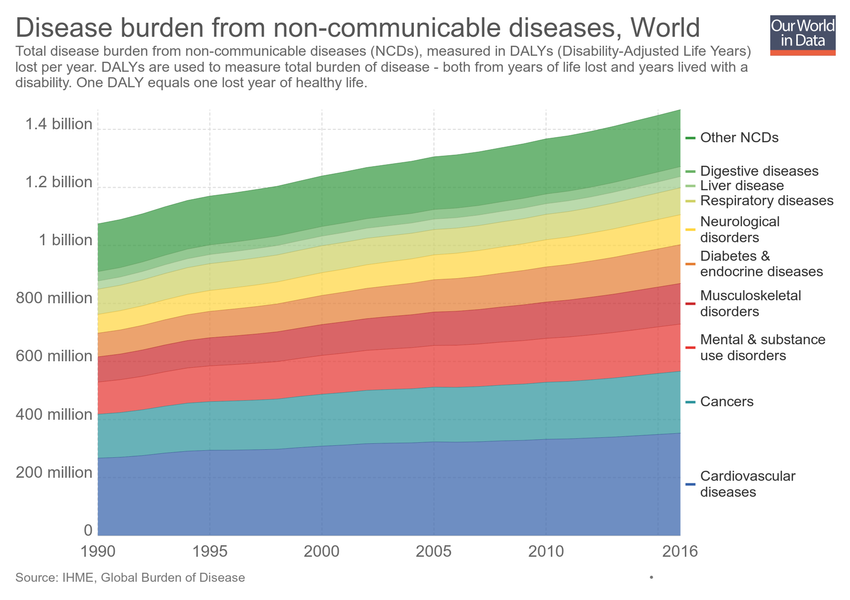 Disease burden from non-communicable diseases, World
Our World
in Data
Total disease burden from non-communicable diseases (NCDs), measured in DALYs (Disability-Adjusted Life Years)
lost per year. DALYs are used to measure total burden of disease - both from years of life lost and years lived with a
disability. One DALY equals one lost year of healthy life.
1.4 billion
1.2 billion
1 billion
800 million
600 million
400 million
200 million
0
1990
1995
2000
2005
2010
2016
Other NCDs
Digestive diseases
Liver disease
Respiratory diseases
Neurological
disorders
Diabetes &
endocrine diseases
Musculoskeletal
disorders
Mental & substance
use disorders
Cancers
Cardiovascular
diseases
Source: IHME, Global Burden of Disease